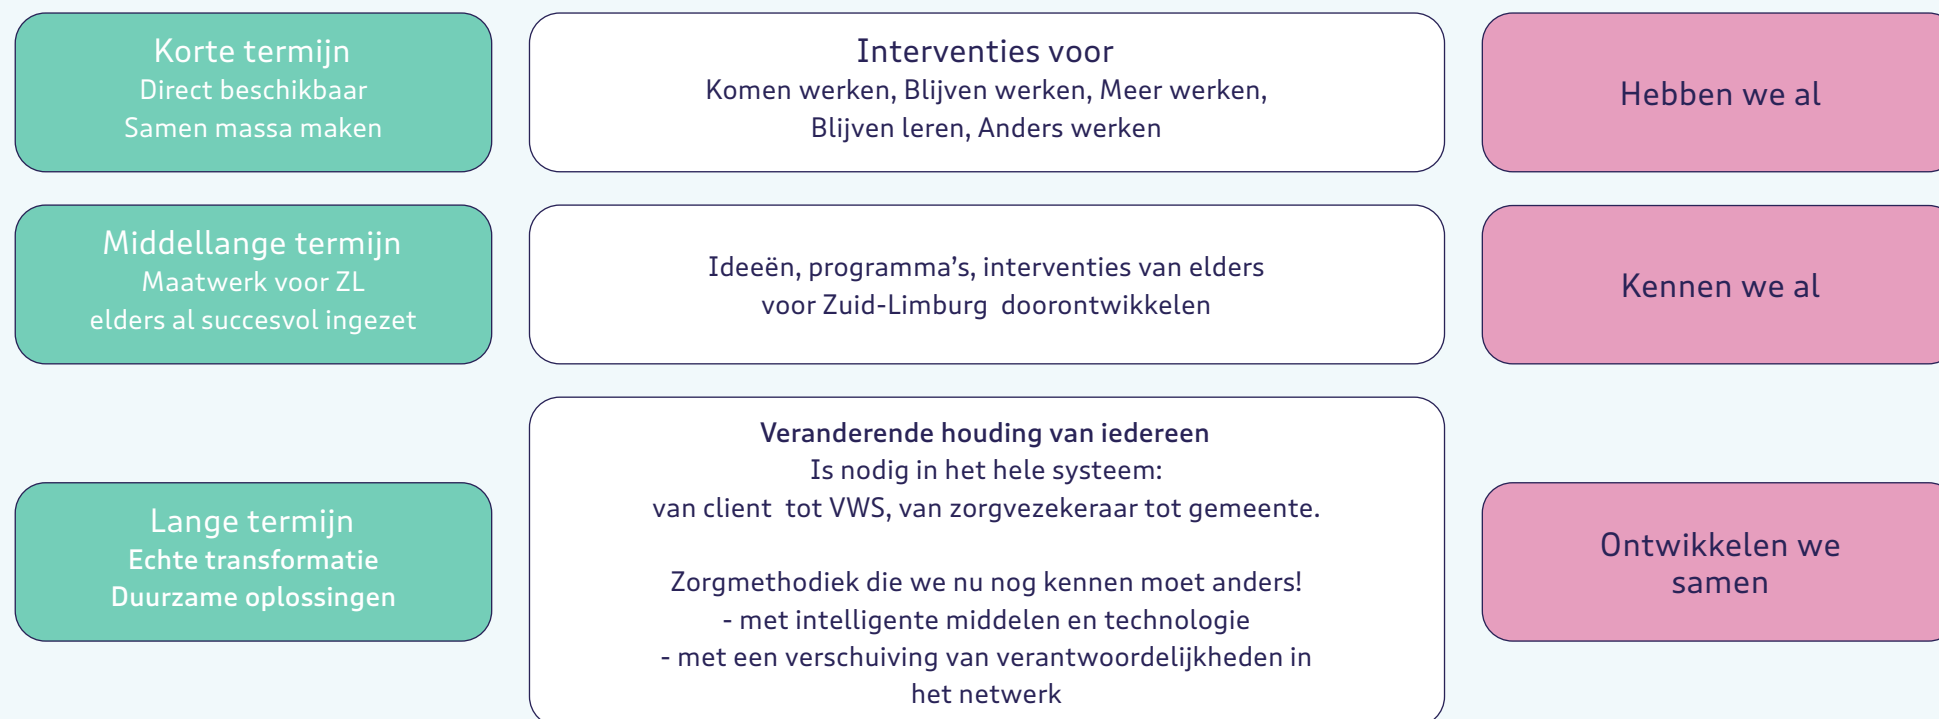 Korte termijn
Direct beschikbaar
Samen massa maken
Interventies voor
Komen werken, Blijven werken, Meer werken,
Blijven leren, Anders werken
Hebben we al
Middellange termijn
Maatwerk voor ZL
elders al succesvol ingezet
Ideeën, programma’s, interventies van elders
voor Zuid-Limburg doorontwikkelen
Kennen we al
Lange termijn
Echte transformatie
Duurzame oplossingen
Veranderende houding van iedereen
Is nodig in het hele systeem:
van client tot VWS, van zorgvezekeraar tot gemeente.
Zorgmethodiek die we nu nog kennen moet anders!
- met intelligente middelen en technologie
- met een verschuiving van verantwoordelijkheden in
het netwerk
Ontwikkelen we
samen